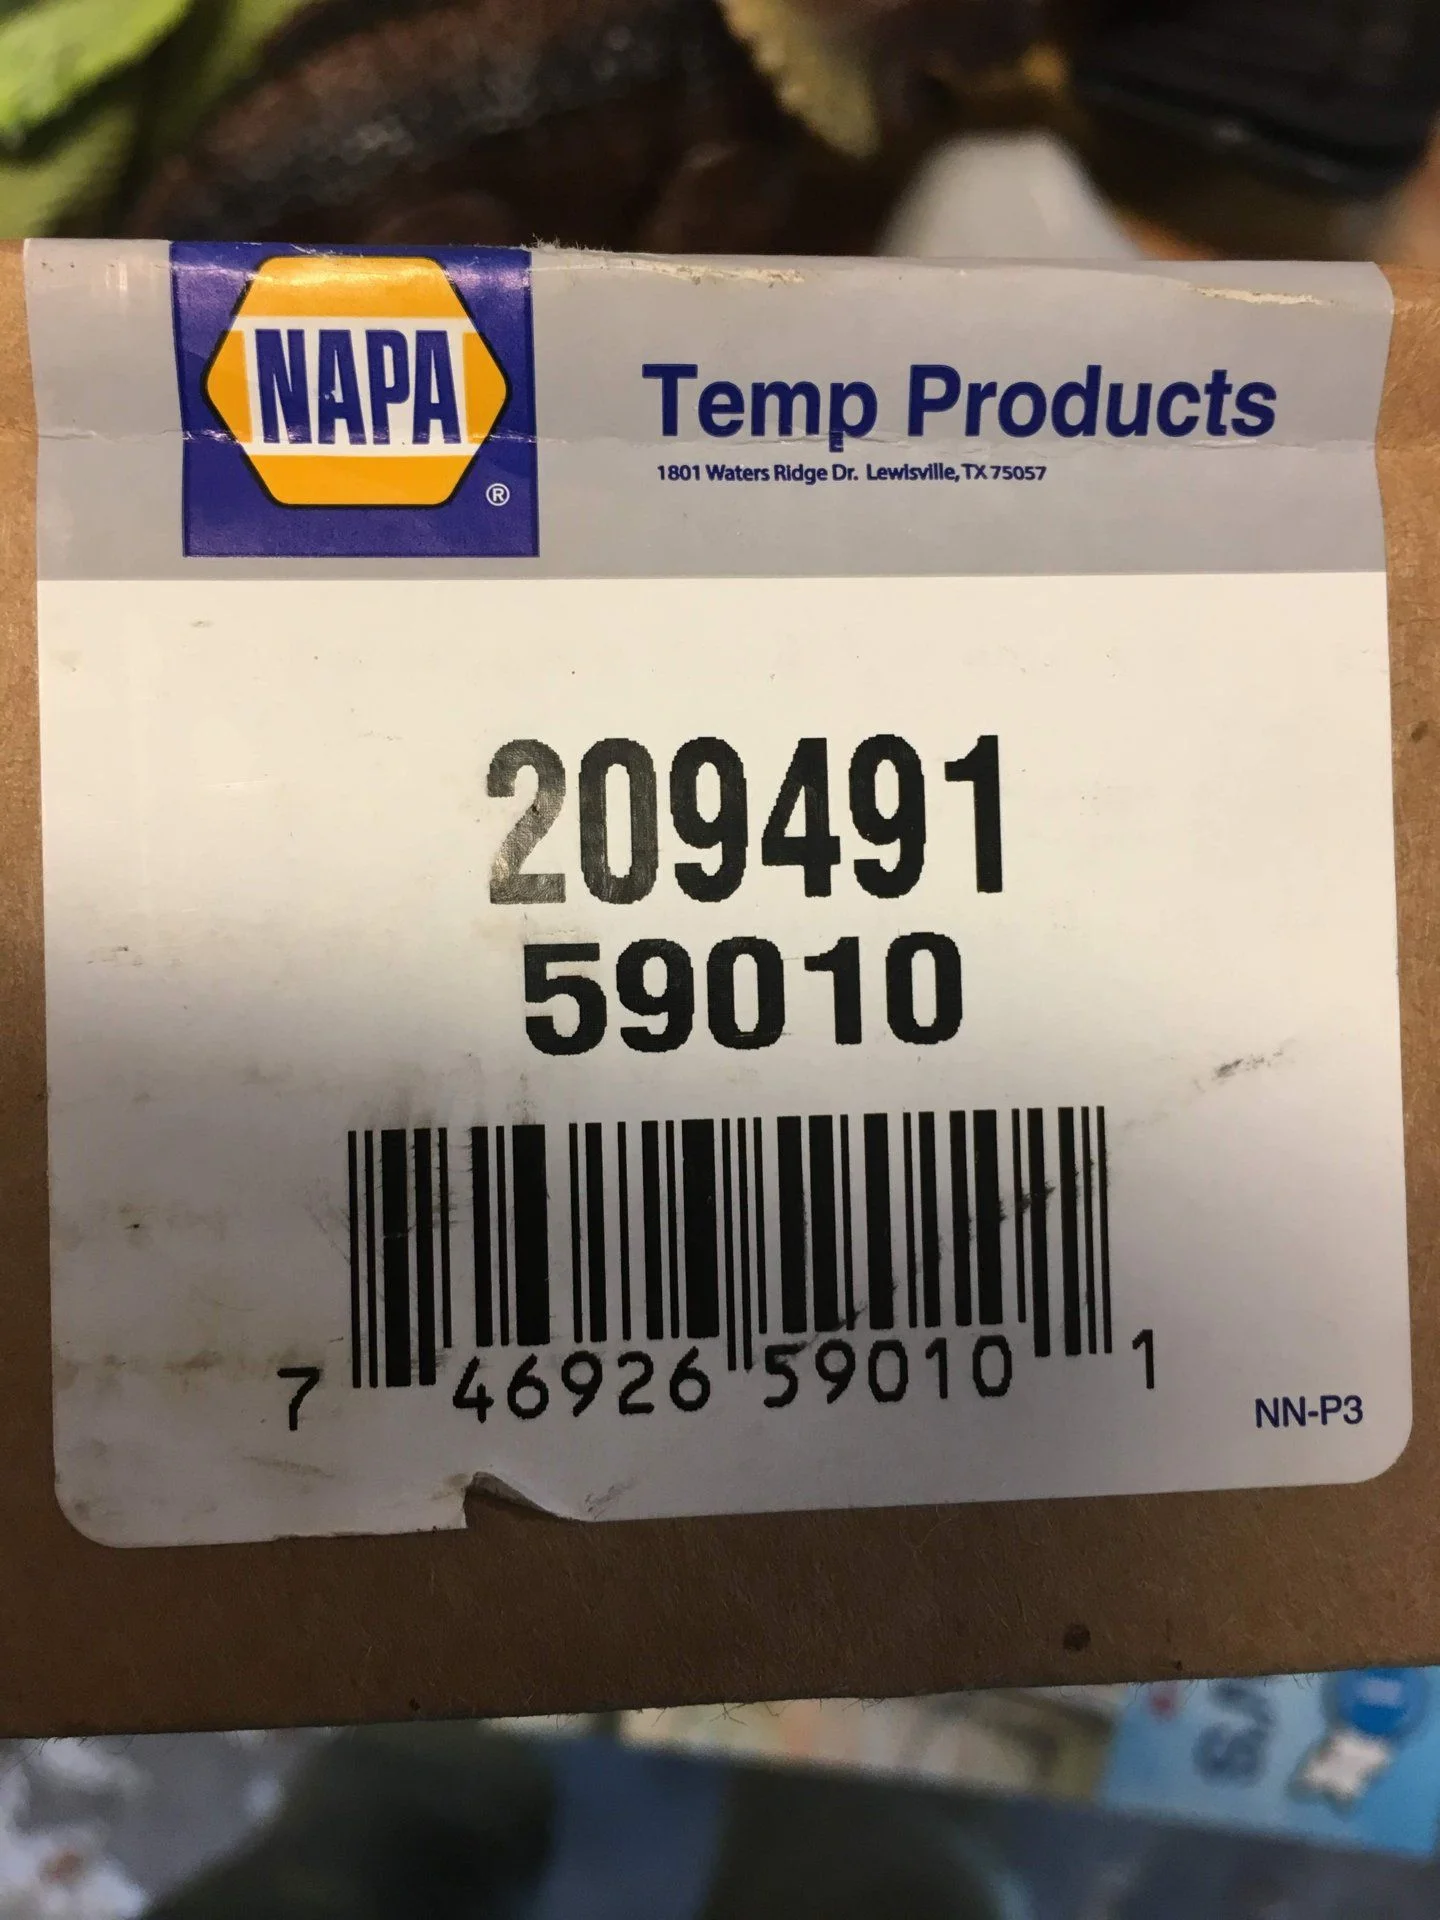 NAPA
®
Temp Products
1801 Waters Ridge Dr. Lewisville, TX 75057
209491
59010
7 46926 59010 1
NN-P3